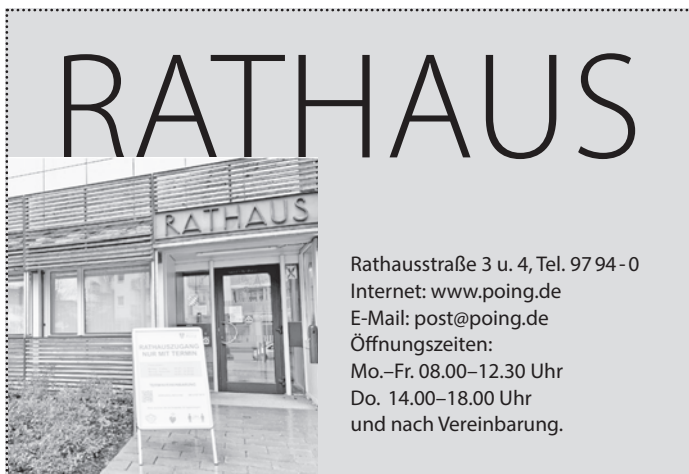 RATHAUS
RATHAUS
RATHAUSZUGANG
NUR MIT TERMIN
Rathausstraße 3 u. 4, Tel. 97 94 - 0
Internet: www.poing.de
E-Mail: post@poing.de
Öffnungszeiten:
Mo.–Fr. 08.00–12.30 Uhr
Do. 14.00–18.00 Uhr
und nach Vereinbarung.